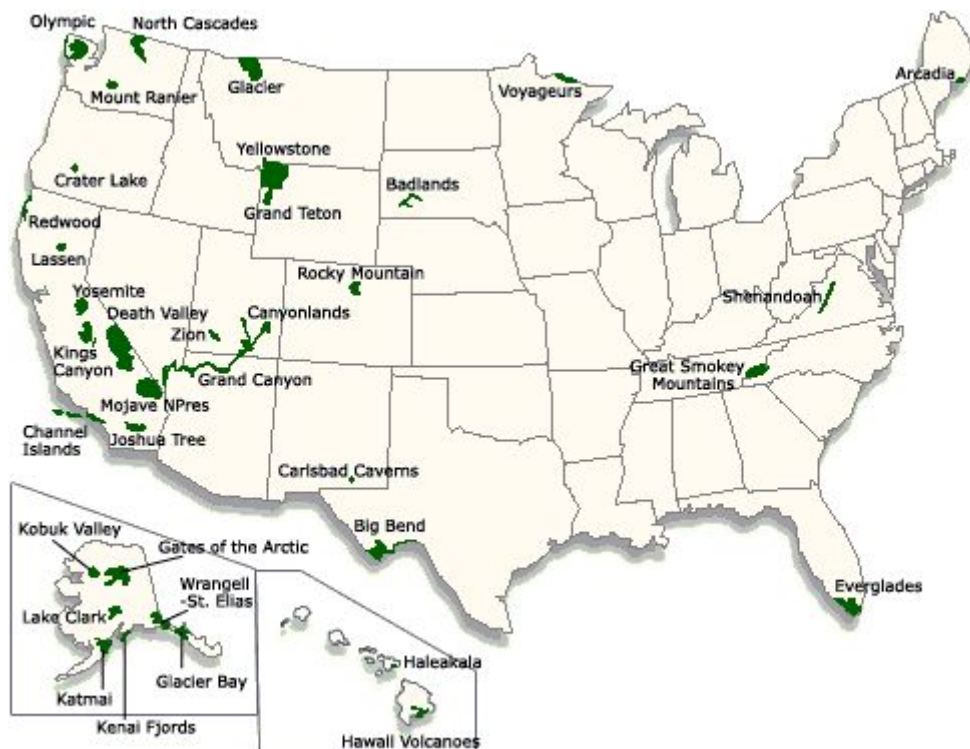 Olympic
North Cascades
Mount Ranier
Glacier
Voyageurs
Arcadia
Crater Lake
Yellowstone
Grand Teton
Badlands
Redwood
Lassen
Rocky Mountain
Yosemite
Death Valley
Zion
Canyonlands
Shenandoah
Kings
Canyon
Grand Canyon
Great Smokey
Mountains
Mojave NPres
Channel
Islands
Joshua Tree
Carlsbad Caverns
Big Bend
Everglades
Kobuk Valley
Gates of the Arctic
Wrangell
-St. Elias
Lake Clark
Glacier Bay
Katmai
Kenai Fjords
Haleakala
Hawaii Volcanoes